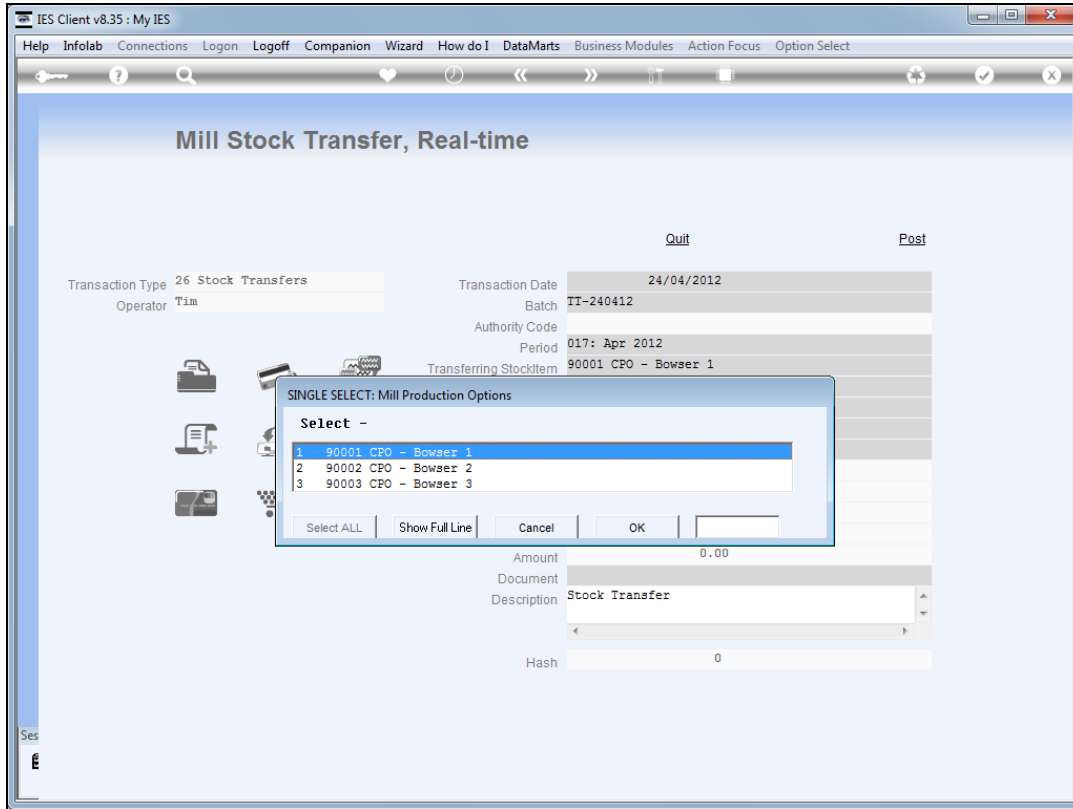 IES Client v8.35 : My IES
Help Infolab Connections Logon Logoff Companion Wizard How do I DataMarts Business Modules Action Focus Option Select
Mill Stock Transfer, Real-time
Quit Post
Transaction Type 26 Stock Transfers
Operator Tim
Transaction Date 24/04/2012
Batch TT-240412
Authority Code
Period 017: Apr 2012
Transferring StockItem 90001 CPO - Bowser 1
SINGLE SELECT: Mill Production Options
Select -
1 90001 CPO - Bowser 1
2 90002 CPO - Bowser 2
3 90003 CPO - Bowser 3
Select ALL Show Full Line Cancel OK
Amount 0.00
Document
Description Stock Transfer
Hash 0
Ses